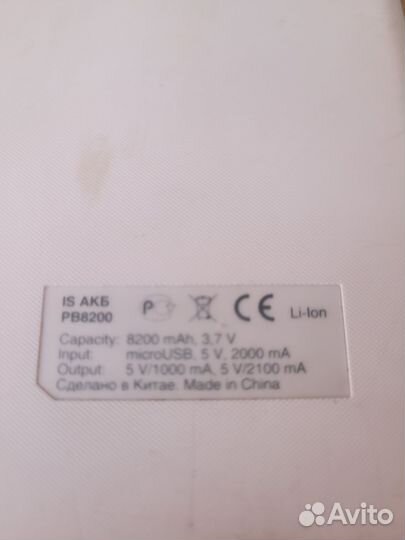 IS АКБ
PB8200
Li-Ion
Capacity: 8200 mAh, 3,7 V
Input: microUSB, 5 V, 2000 mA
Output: 5 V/1000 mA, 5 V/2100 mA
Сделано в Китае. Made in China
Avito